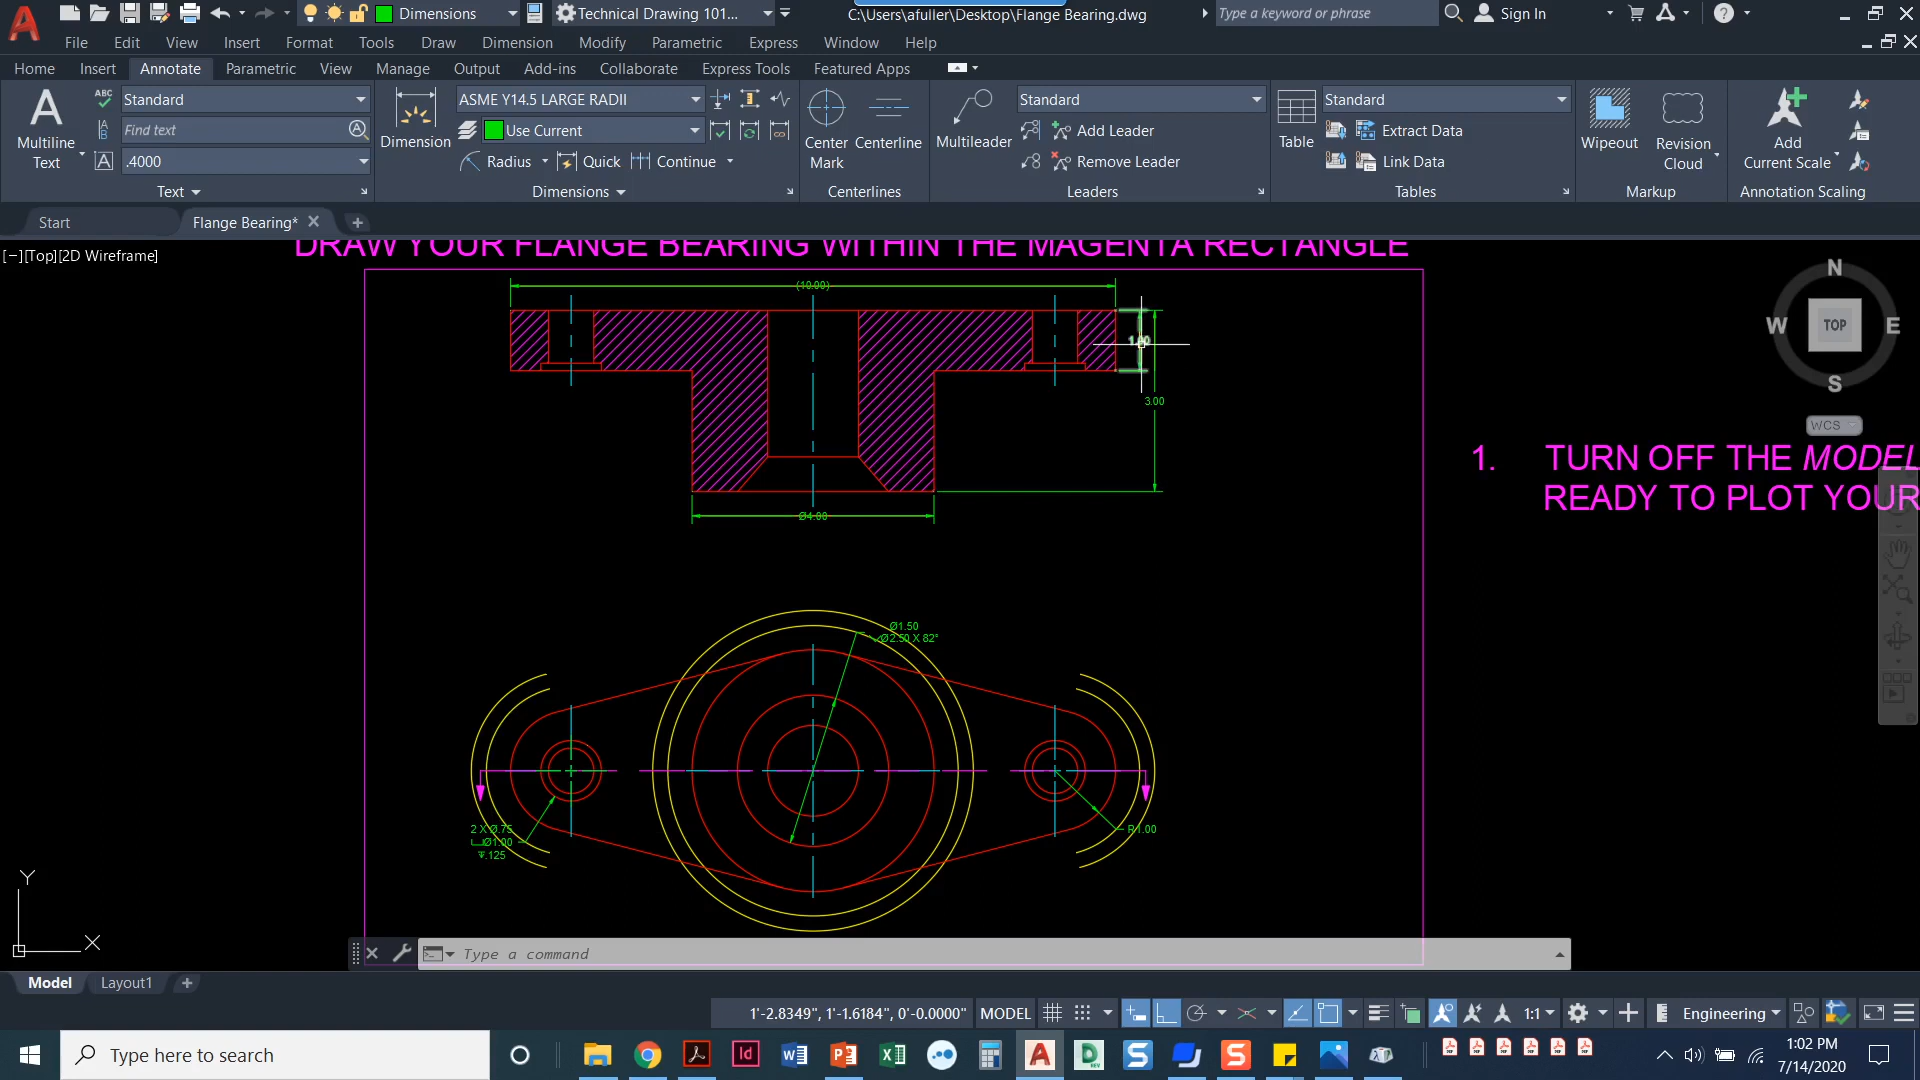 Dimensions
Technical Drawing 101...
C:\Users\afuller\Desktop\Flange Bearing.dwg
Type a keyword or phrase
Sign In
File Edit View Insert Format Tools Draw Dimension Modify Parametric Express Window Help
Home Insert Annotate Parametric View Manage Output Add-ins Collaborate Express Tools Featured Apps
ABC
Standard
Find text
.4000
Multiline
Text
Text
Dimension
ASME Y14.5 LARGE RADII
Use Current
Radius
Quick
Continue
Dimensions
Center
Mark
Centerline
Centerlines
Multileader
Standard
Add Leader
Remove Leader
Leaders
Table
Standard
Extract Data
Link Data
Tables
Wipeout
Revision
Cloud
Markup
Add
Current Scale
Annotation Scaling
Start
Flange Bearing*
[−][Top][2D Wireframe]
DRAW YOUR FLANGE BEARING WITHIN THE MAGENTA RECTANGLE
N
W
TOP
E
S
WCS
(10.00)
1.00
3.00
Ø4.00
1. TURN OFF THE MODEL
READY TO PLOT YOUR
Ø1.50
Ø2.50 X 82°
2 X Ø.75
Ø1.00
.125
R1.00
Y
X
Type a command
Model
Layout1
1'-2.8349", 1'-1.6184", 0'-0.0000"
MODEL
1:1
Engineering
Type here to search
1:02 PM
7/14/2020